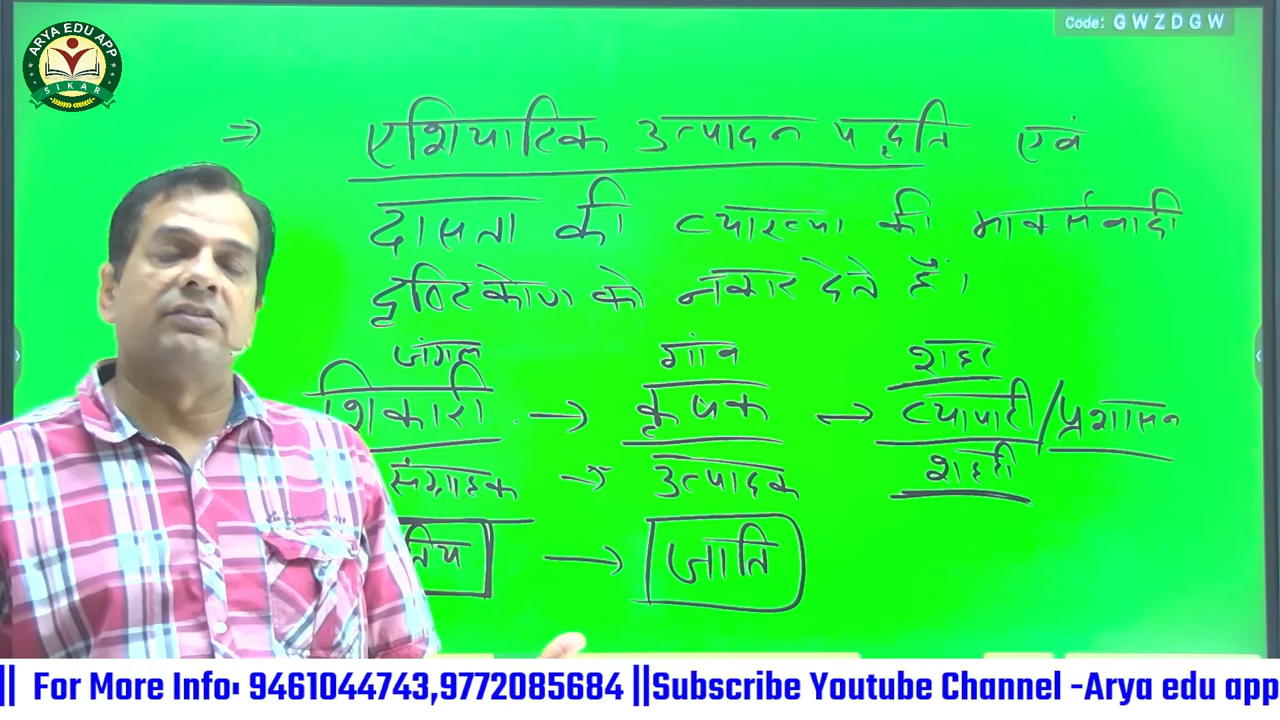 ARYA EDU APP
SIKAR
Code: GWZDGW
⇒ एशियाटिक उत्पादन पद्धति एवं
दासता की व्याख्या की मार्क्सवादी
दृष्टिकोण को नकार देते हैं।
जंगल गांव शहर
शिकारी → कृषक ↔ व्यापारी/प्रशासन
संग्राहक → उत्पादक शहरी
→ जाति
|| For More Info: 9461044743,9772085684 ||Subscribe Youtube Channel -Arya edu app